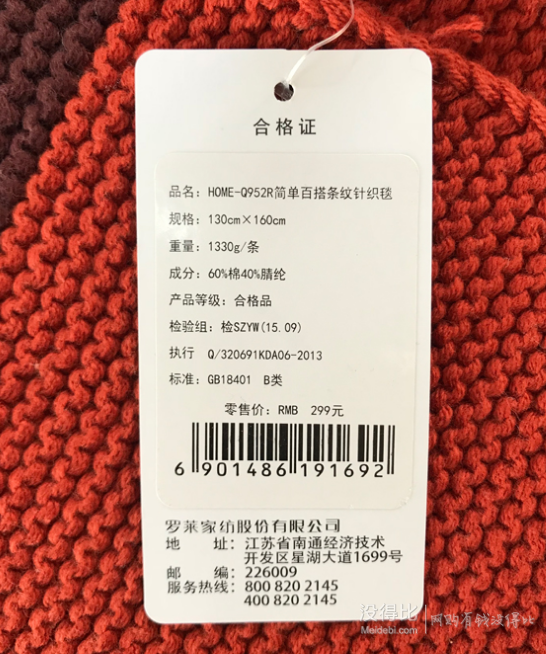 合格证
品名：HOME-Q952R简单百搭条纹针织毯
规格：130cm×160cm
重量：1330g/条
成分：60%棉40%腈纶
产品等级：合格品
检验组：检SZYW(15.09)
执行 Q/320691KDA06-2013
标准：GB18401 B类
零售价：RMB 299元
6 901486 191692
罗莱家纺股份有限公司
地 址：江苏省南通经济技术
开发区星湖大道1699号
邮 编：226009
服务热线：800 820 2145
400 820 2145
没得比 网购有钱没得比
Meidebi.com